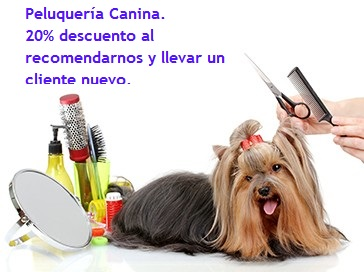 Peluquería Canina.
20% descuento al
recomendarnos y llevar un
cliente nuevo.